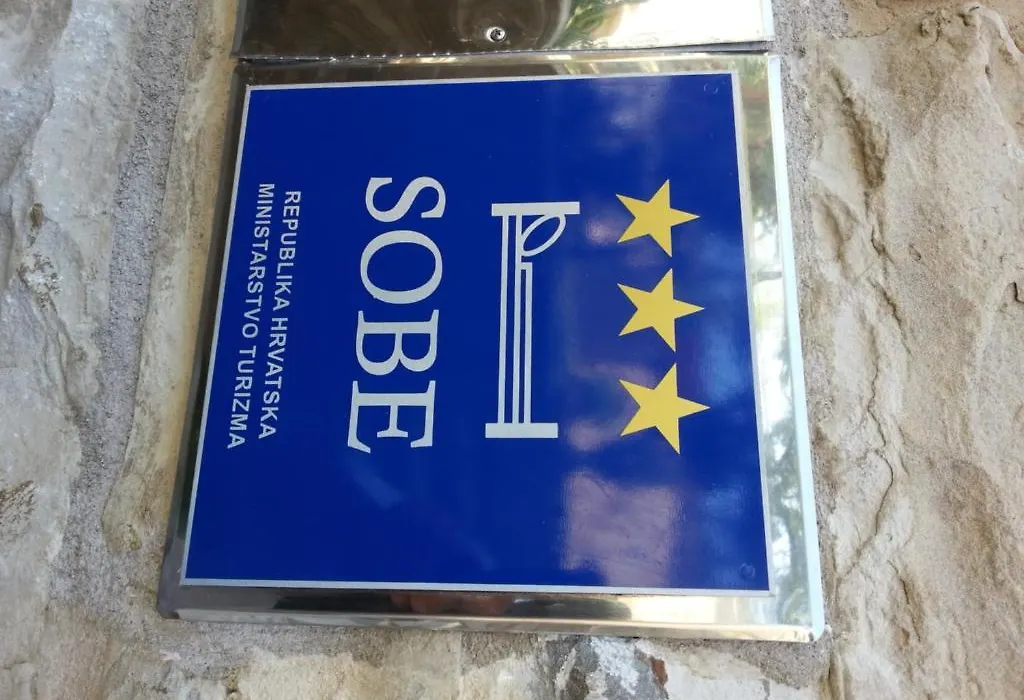 SOBE
REPUBLIKA HRVATSKA
MINISTARSTVO TURIZMA